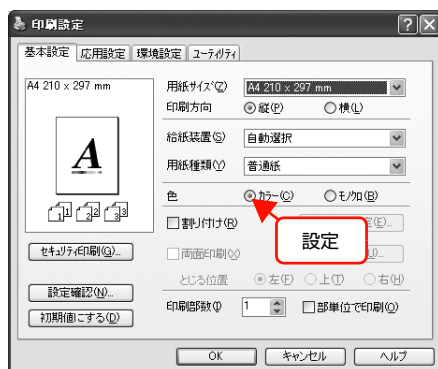 印刷設定
基本設定 応用設定 環境設定 ユーティリティ
A4 210 x 297 mm
用紙サイズ(Z) A4 210 x 297 mm
印刷方向 縦(P) 横(L)
給紙装置(S) 自動選択
A
用紙種類(Y) 普通紙
色 カラー(C) モノクロ(B)
1 1 2 2 3 3
割り付け(R) 定(E)...
設定
セキュリティ印刷(G)...
両面印刷(X) (U)...
とじる位置 左(F) 上(T) 右(H)
設定確認(N)...
印刷部数(I) 1 部単位で印刷(O)
初期値にする(D)
OK キャンセル ヘルプ